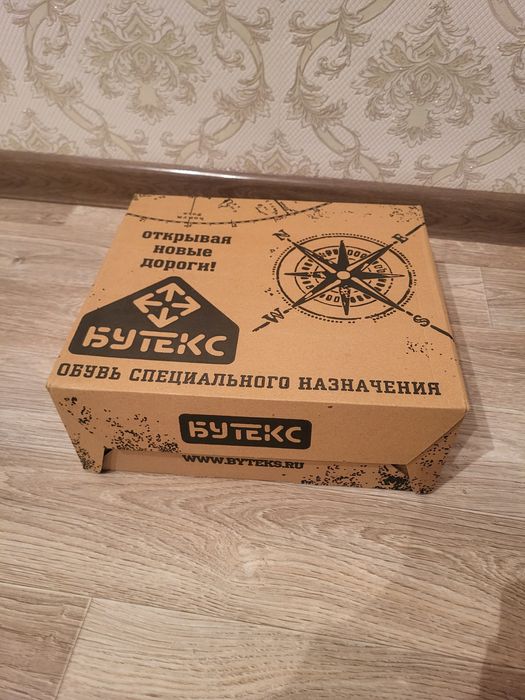 открывая
новые
дороги!
N
E
W
S
БУТЕКС
ОБУВЬ СПЕЦИАЛЬНОГО НАЗНАЧЕНИЯ
БУТЕКС
WWW.BYTEKS.RU